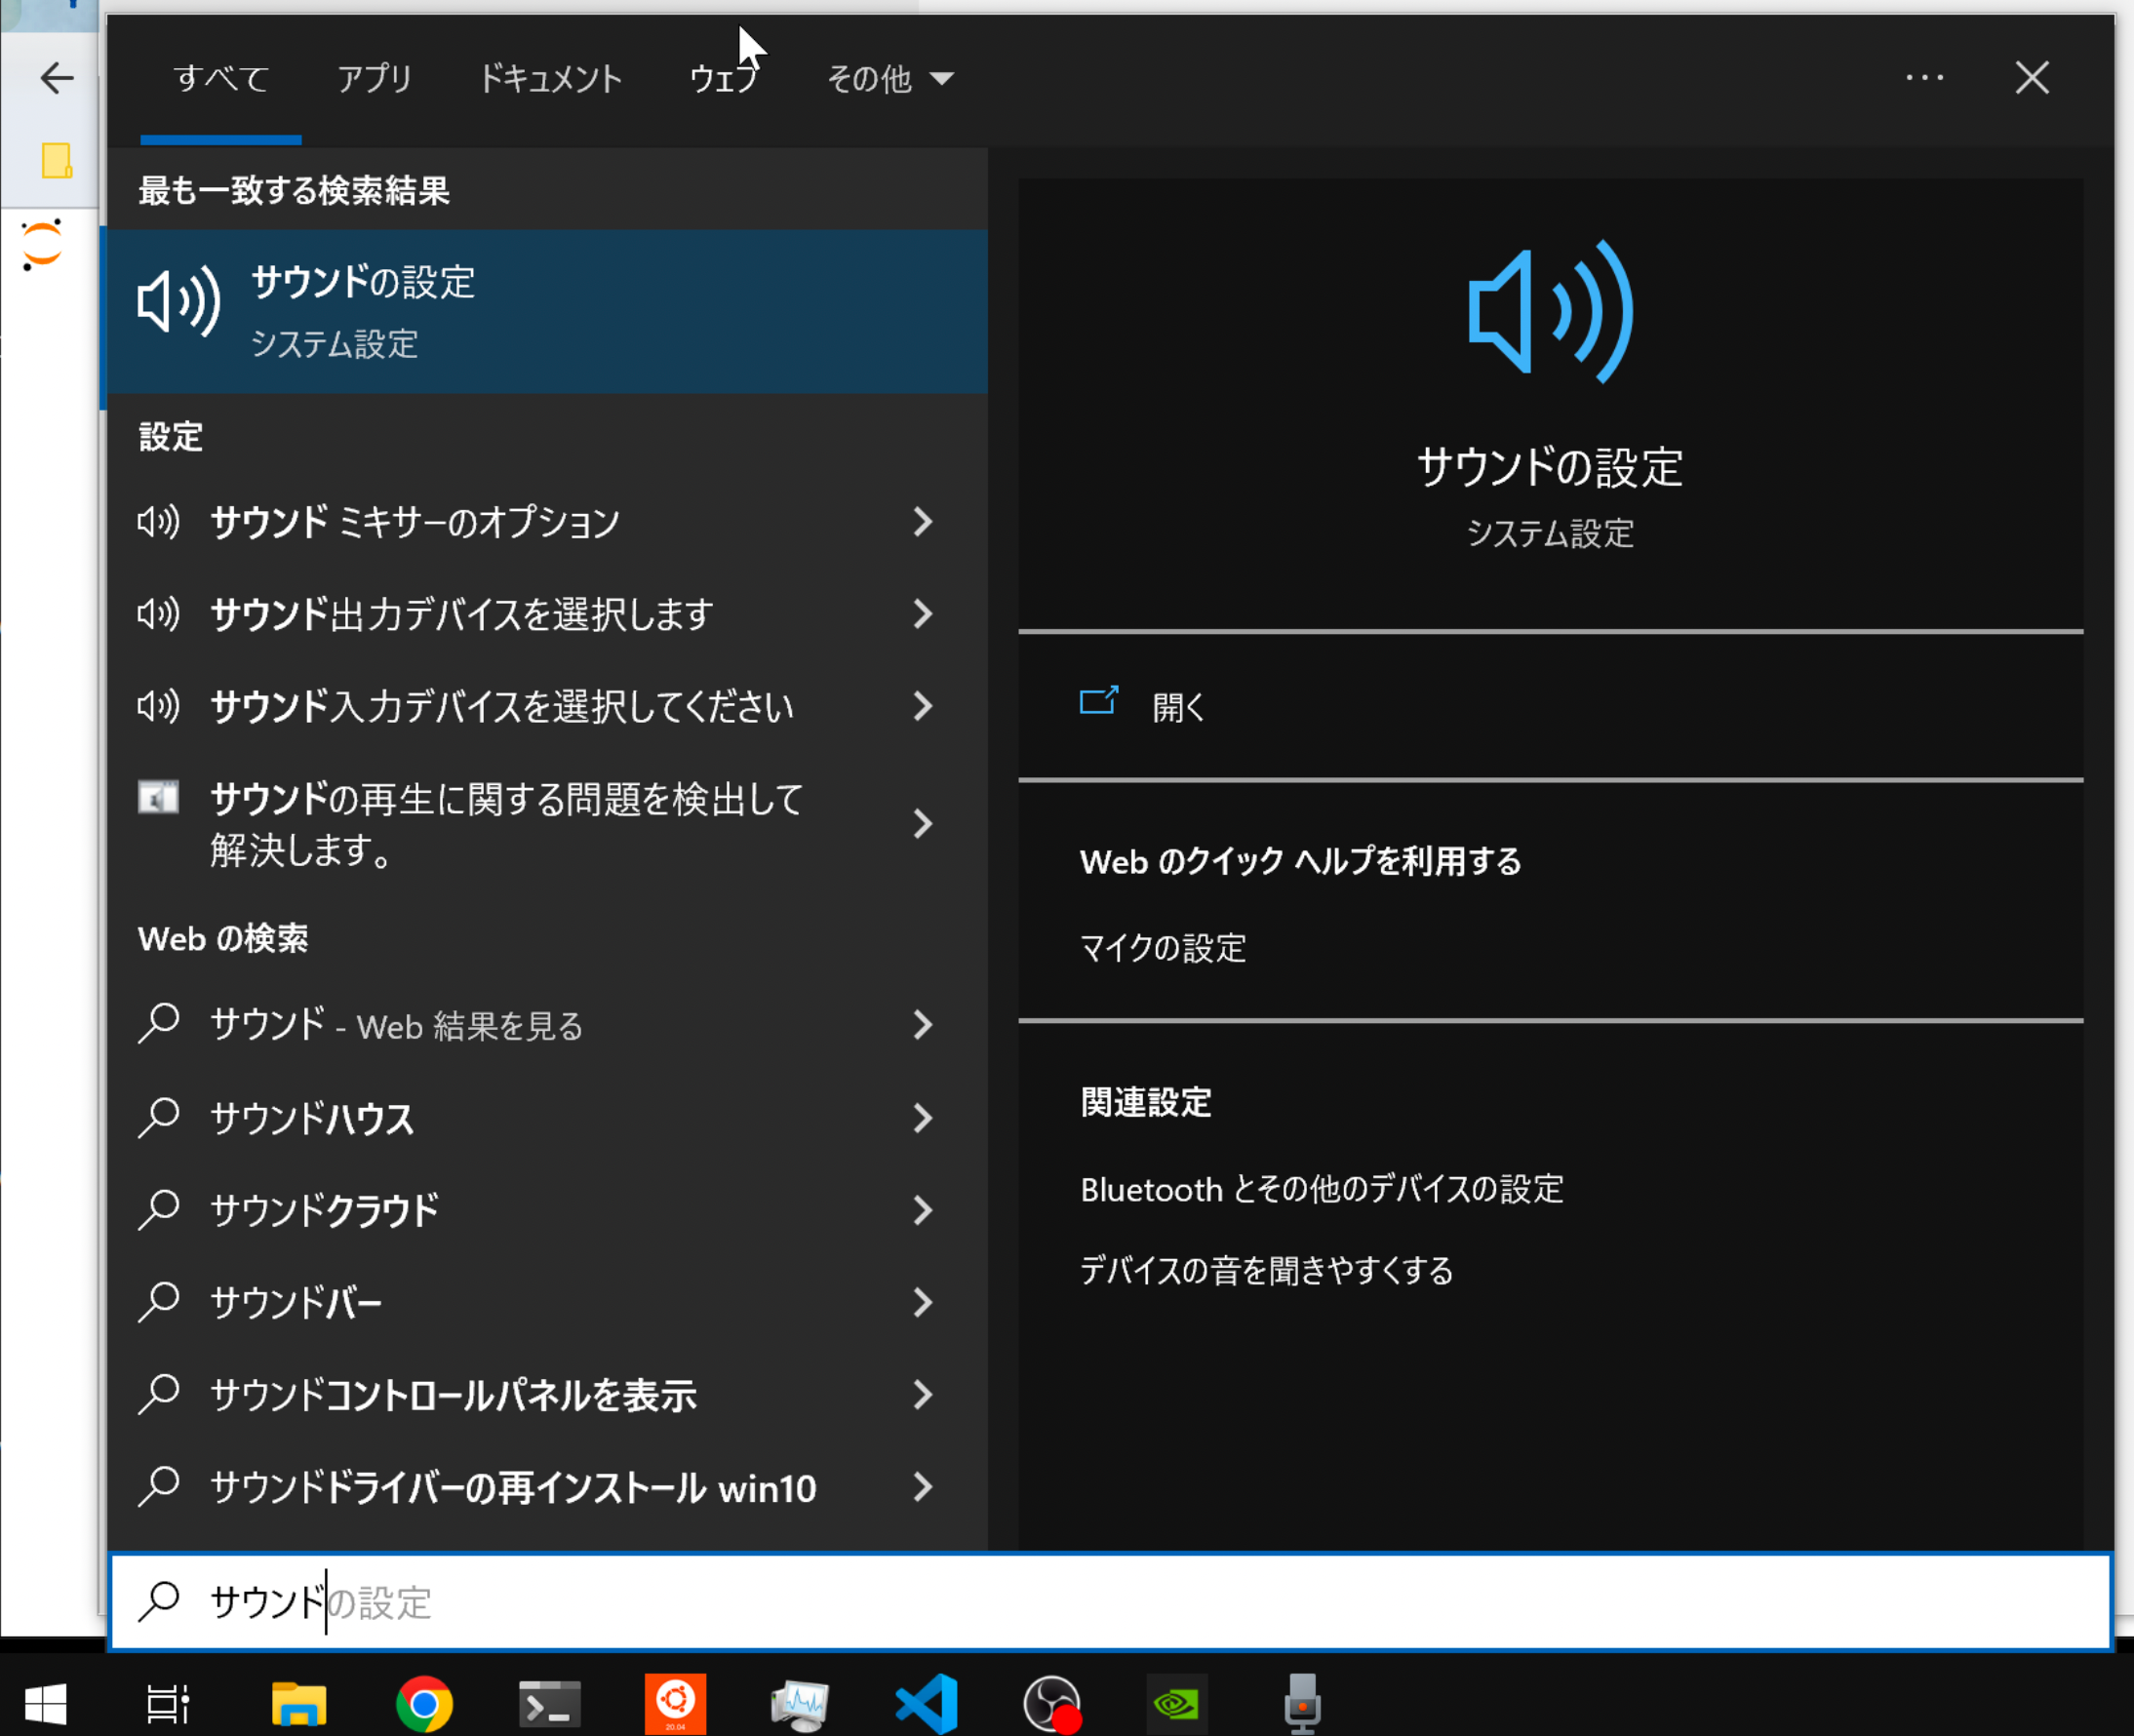 すべて
アプリ
ドキュメント
ウェブ
その他
最も一致する検索結果
サウンドの設定
システム設定
設定
サウンド ミキサーのオプション
サウンド出力デバイスを選択します
サウンド入力デバイスを選択してください
サウンドの再生に関する問題を検出して
解決します。
Web の検索
サウンド - Web 結果を見る
サウンドハウス
サウンドクラウド
サウンドバー
サウンドコントロールパネルを表示
サウンドドライバーの再インストール win10
サウンドの設定
システム設定
開く
Web のクイック ヘルプを利用する
マイクの設定
関連設定
Bluetooth とその他のデバイスの設定
デバイスの音を聞きやすくする
サウンドの設定
20.04